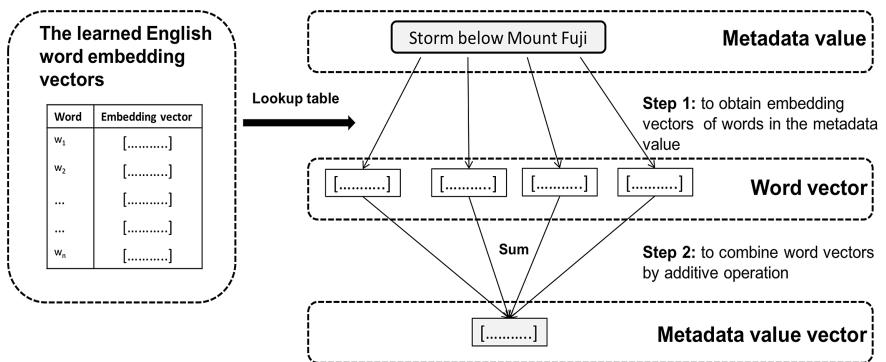 The learned English
word embedding
vectors
Word Embedding vector
w1 [...........]
w2 [...........]
... [...........]
... [...........]
wn [...........]
Lookup table
Storm below Mount Fuji
Metadata value
Step 1: to obtain embedding
vectors of words in the metadata
value
[...........] [...........] [...........] [...........]
Word vector
Sum
Step 2: to combine word vectors
by additive operation
[...........]
Metadata value vector